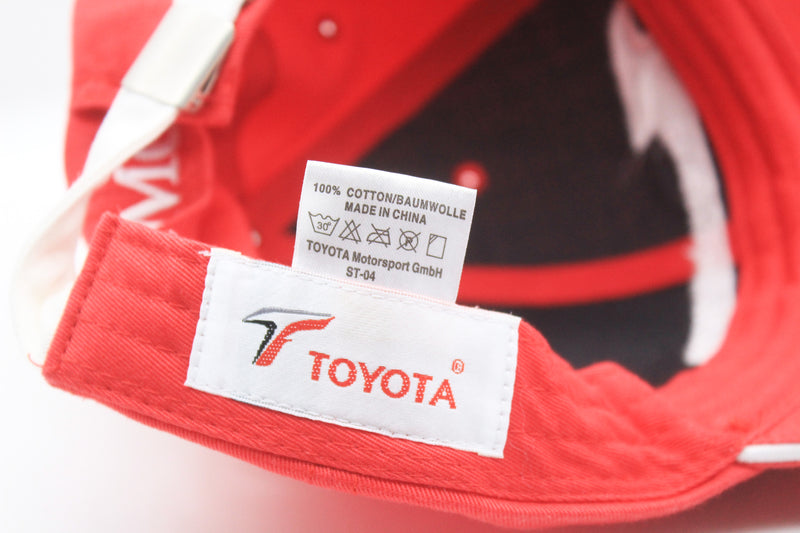 100% COTTON/BAUMWOLLE
MADE IN CHINA
30°
TOYOTA Motorsport GmbH
ST-04
TOYOTA®